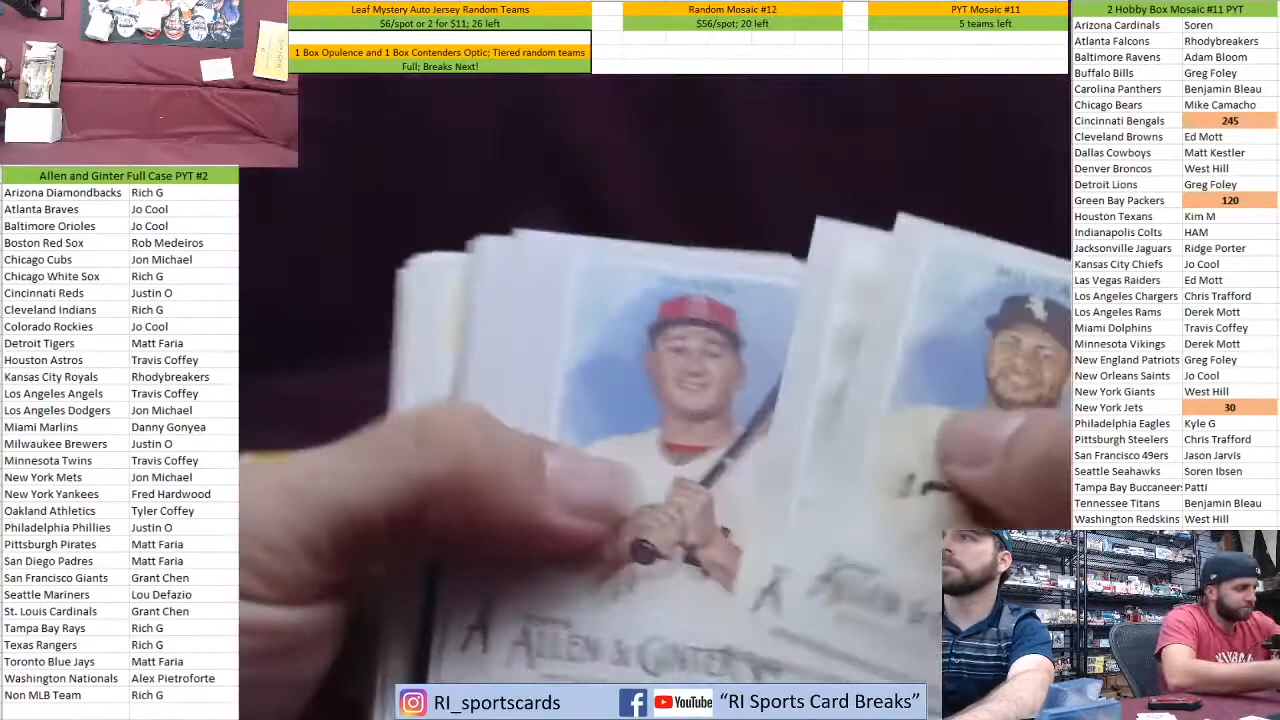 Leaf Mystery Auto Jersey Random Teams
$6/spot or 2 for $11; 26 left
1 Box Opulence and 1 Box Contenders Optic; Tiered random teams
Full; Breaks Next!
Random Mosaic #12
$56/spot; 20 left
PYT Mosaic #11
5 teams left
2 Hobby Box Mosaic #11 PYT
Arizona Cardinals Soren
Atlanta Falcons Rhodybreakers
Baltimore Ravens Adam Bloom
Buffalo Bills Greg Foley
Carolina Panthers Benjamin Bleau
Chicago Bears Mike Camacho
Cincinnati Bengals 245
Cleveland Browns Ed Mott
Dallas Cowboys Matt Kestler
Denver Broncos West Hill
Detroit Lions Greg Foley
Green Bay Packers 120
Houston Texans Kim M
Indianapolis Colts HAM
Jacksonville Jaguars Ridge Porter
Kansas City Chiefs Jo Cool
Las Vegas Raiders Ed Mott
Los Angeles Chargers Chris Trafford
Los Angeles Rams Derek Mott
Miami Dolphins Travis Coffey
Minnesota Vikings Derek Mott
New England Patriots Greg Foley
New Orleans Saints Jo Cool
New York Giants West Hill
New York Jets 30
Philadelphia Eagles Kyle G
Pittsburgh Steelers Chris Trafford
San Francisco 49ers Jason Jarvis
Seattle Seahawks Soren Ibsen
Tampa Bay Buccaneer: Patti
Tennessee Titans Benjamin Bleau
Washington Redskins West Hill
Allen and Ginter Full Case PYT #2
Arizona Diamondbacks Rich G
Atlanta Braves Jo Cool
Baltimore Orioles Jo Cool
Boston Red Sox Rob Medeiros
Chicago Cubs Jon Michael
Chicago White Sox Rich G
Cincinnati Reds Justin O
Cleveland Indians Rich G
Colorado Rockies Jo Cool
Detroit Tigers Matt Faria
Houston Astros Travis Coffey
Kansas City Royals Rhodybreakers
Los Angeles Angels Travis Coffey
Los Angeles Dodgers Jon Michael
Miami Marlins Danny Gonyea
Milwaukee Brewers Justin O
Minnesota Twins Travis Coffey
New York Mets Jon Michael
New York Yankees Fred Hardwood
Oakland Athletics Tyler Coffey
Philadelphia Phillies Justin O
Pittsburgh Pirates Matt Faria
San Diego Padres Matt Faria
San Francisco Giants Grant Chen
Seattle Mariners Lou Defazio
St. Louis Cardinals Grant Chen
Tampa Bay Rays Rich G
Texas Rangers Rich G
Toronto Blue Jays Matt Faria
Washington Nationals Alex Pietroforte
Non MLB Team Rich G
ALLEN & GINTER
RI_sportscards YouTube “RI Sports Card Breaks”